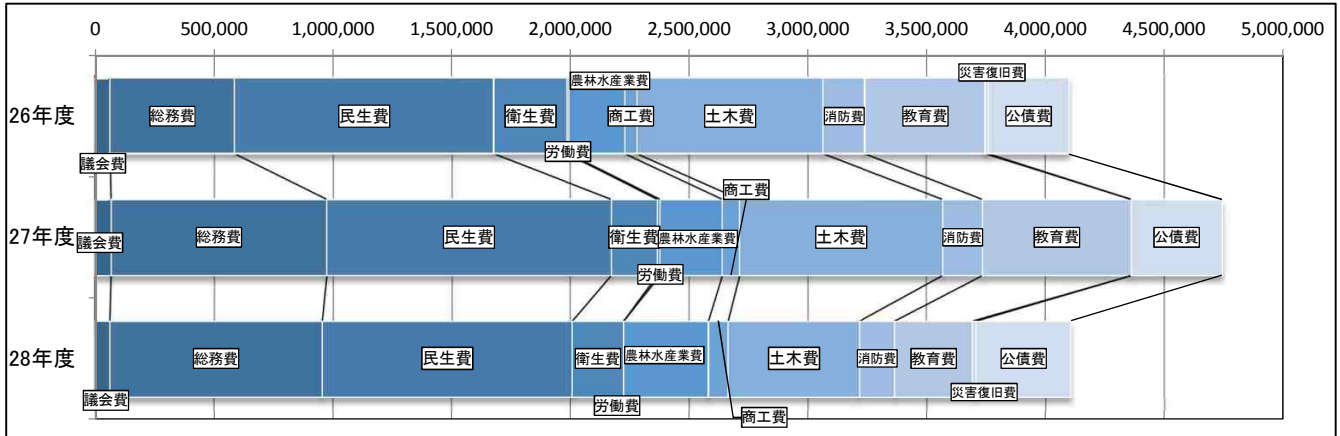 0 500,000 1,000,000 1,500,000 2,000,000 2,500,000 3,000,000 3,500,000 4,000,000 4,500,000 5,000,000
災害復旧費
農林水産業費
26年度 総務費 民生費 衛生費 商工費 土木費 消防費 教育費 公債費
労働費
議会費
商工費
27年度 議会費 総務費 民生費 衛生費 農林水産業費 土木費 消防費 教育費 公債費
労働費
28年度 総務費 民生費 衛生費 農林水産業費 土木費 消防費 教育費 公債費
災害復旧費
議会費 労働費
商工費